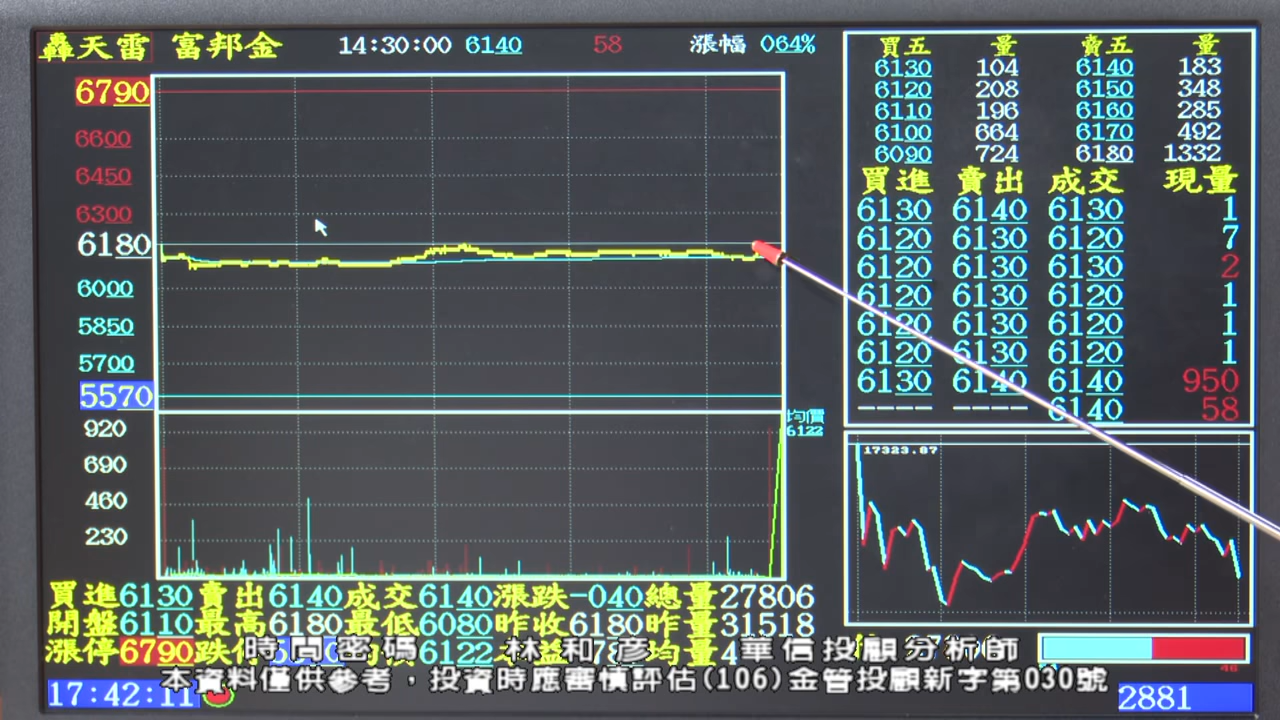 轟天雷 富邦金 14:30:00 6140 58 漲幅 064%
6790
6600
6450
6300
6180
6000
5850
5700
5570
920
690
460
230
均價
6122
買五 量 賣五 量
6130 104 6140 183
6120 208 6150 348
6110 196 6160 285
6100 664 6170 492
6090 724 6180 1332
買進 賣出 成交 現量
6130 6140 6130 1
6120 6130 6120 7
6120 6130 6130 2
6120 6130 6120 1
6120 6130 6120 1
6120 6130 6120 1
6130 6140 6140 950
---- ---- 6140 58
17323.87
買進6130賣出6140成交6140漲跌-040總量27806
開盤6110最高6180最低6080昨收6180昨量31518
漲停6790跌停 6122
時間密碼 林和彥 華信投顧分析師
本資料僅供參考，投資時應審慎評估(106)金管投顧新字第030號
17:42:11
46
2881